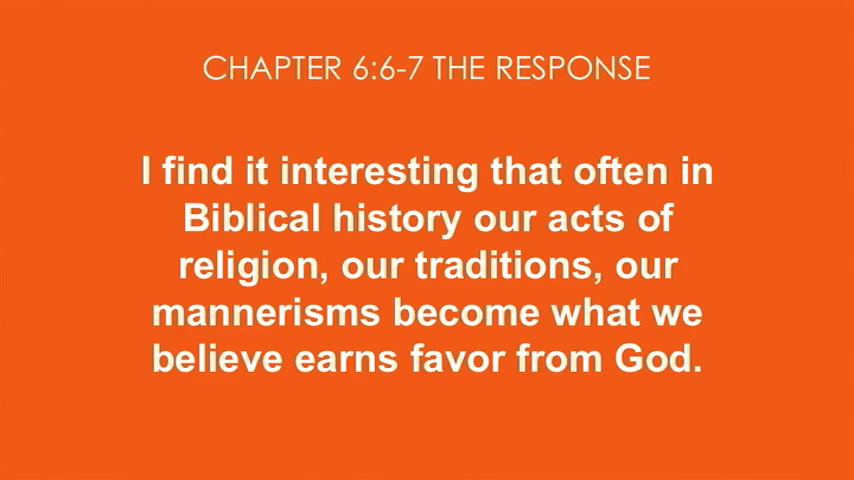 CHAPTER 6:6-7 THE RESPONSE
I find it interesting that often in
Biblical history our acts of
religion, our traditions, our
mannerisms become what we
believe earns favor from God.